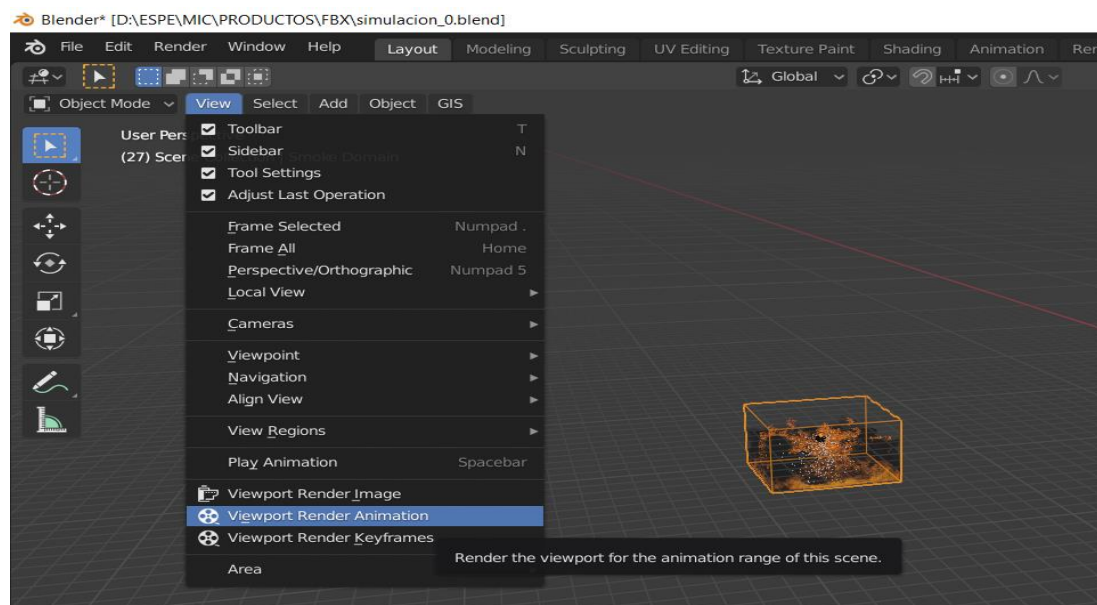 Blender* [D:\ESPE\MIC\PRODUCTOS\FBX\simulacion_0.blend]
File Edit Render Window Help Layout Modeling Sculpting UV Editing Texture Paint Shading Animation
Global
Object Mode View Select Add Object GIS
User
(27)
Toolbar T
Sidebar N
Tool Settings
Adjust Last Operation
Frame Selected Numpad .
Frame All Home
Perspective/Orthographic Numpad 5
Local View
Cameras
Viewpoint
Navigation
Align View
View Regions
Play Animation Spacebar
Viewport Render Image
Viewport Render Animation
Viewport Render Keyframes
Render the viewport for the animation range of this scene.
Area